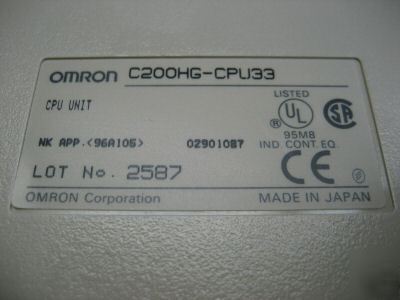 OMRON C200HG-CPU33
CPU UNIT
LISTED
UL
®
SA
95M8
NK APP.<96A105> 02901087 IND.CONT.EQ.
LOT No. 2587
CE
OMRON Corporation MADE IN JAPAN